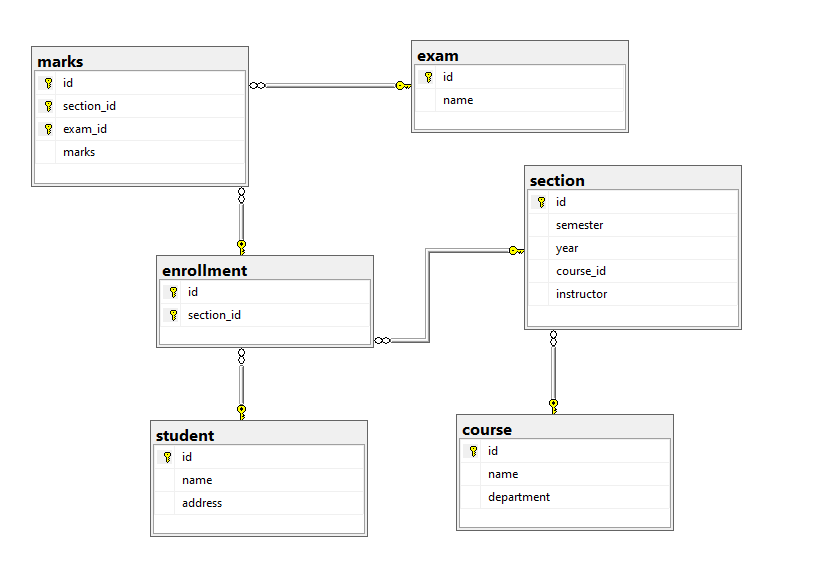 marks
id
section_id
exam_id
marks
exam
id
name
enrollment
id
section_id
section
id
semester
year
course_id
instructor
student
id
name
address
course
id
name
department